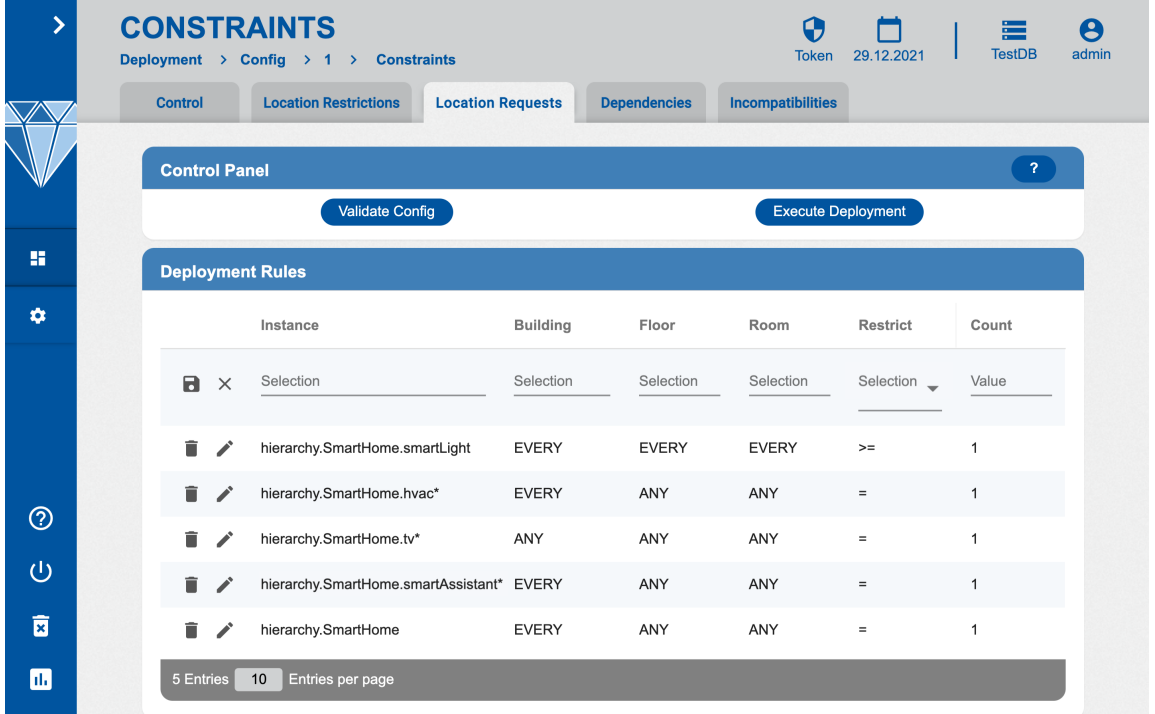 CONSTRAINTS
Deployment > Config > 1 > Constraints
Token 29.12.2021 TestDB admin
Control Location Restrictions Location Requests Dependencies Incompatibilities
Control Panel ?
Validate Config Execute Deployment
Deployment Rules
Instance Building Floor Room Restrict Count
Selection Selection Selection Selection Selection Value
hierarchy.SmartHome.smartLight EVERY EVERY EVERY >= 1
hierarchy.SmartHome.hvac* EVERY ANY ANY = 1
hierarchy.SmartHome.tv* ANY ANY ANY = 1
hierarchy.SmartHome.smartAssistant* EVERY ANY ANY = 1
hierarchy.SmartHome EVERY ANY ANY = 1
5 Entries 10 Entries per page